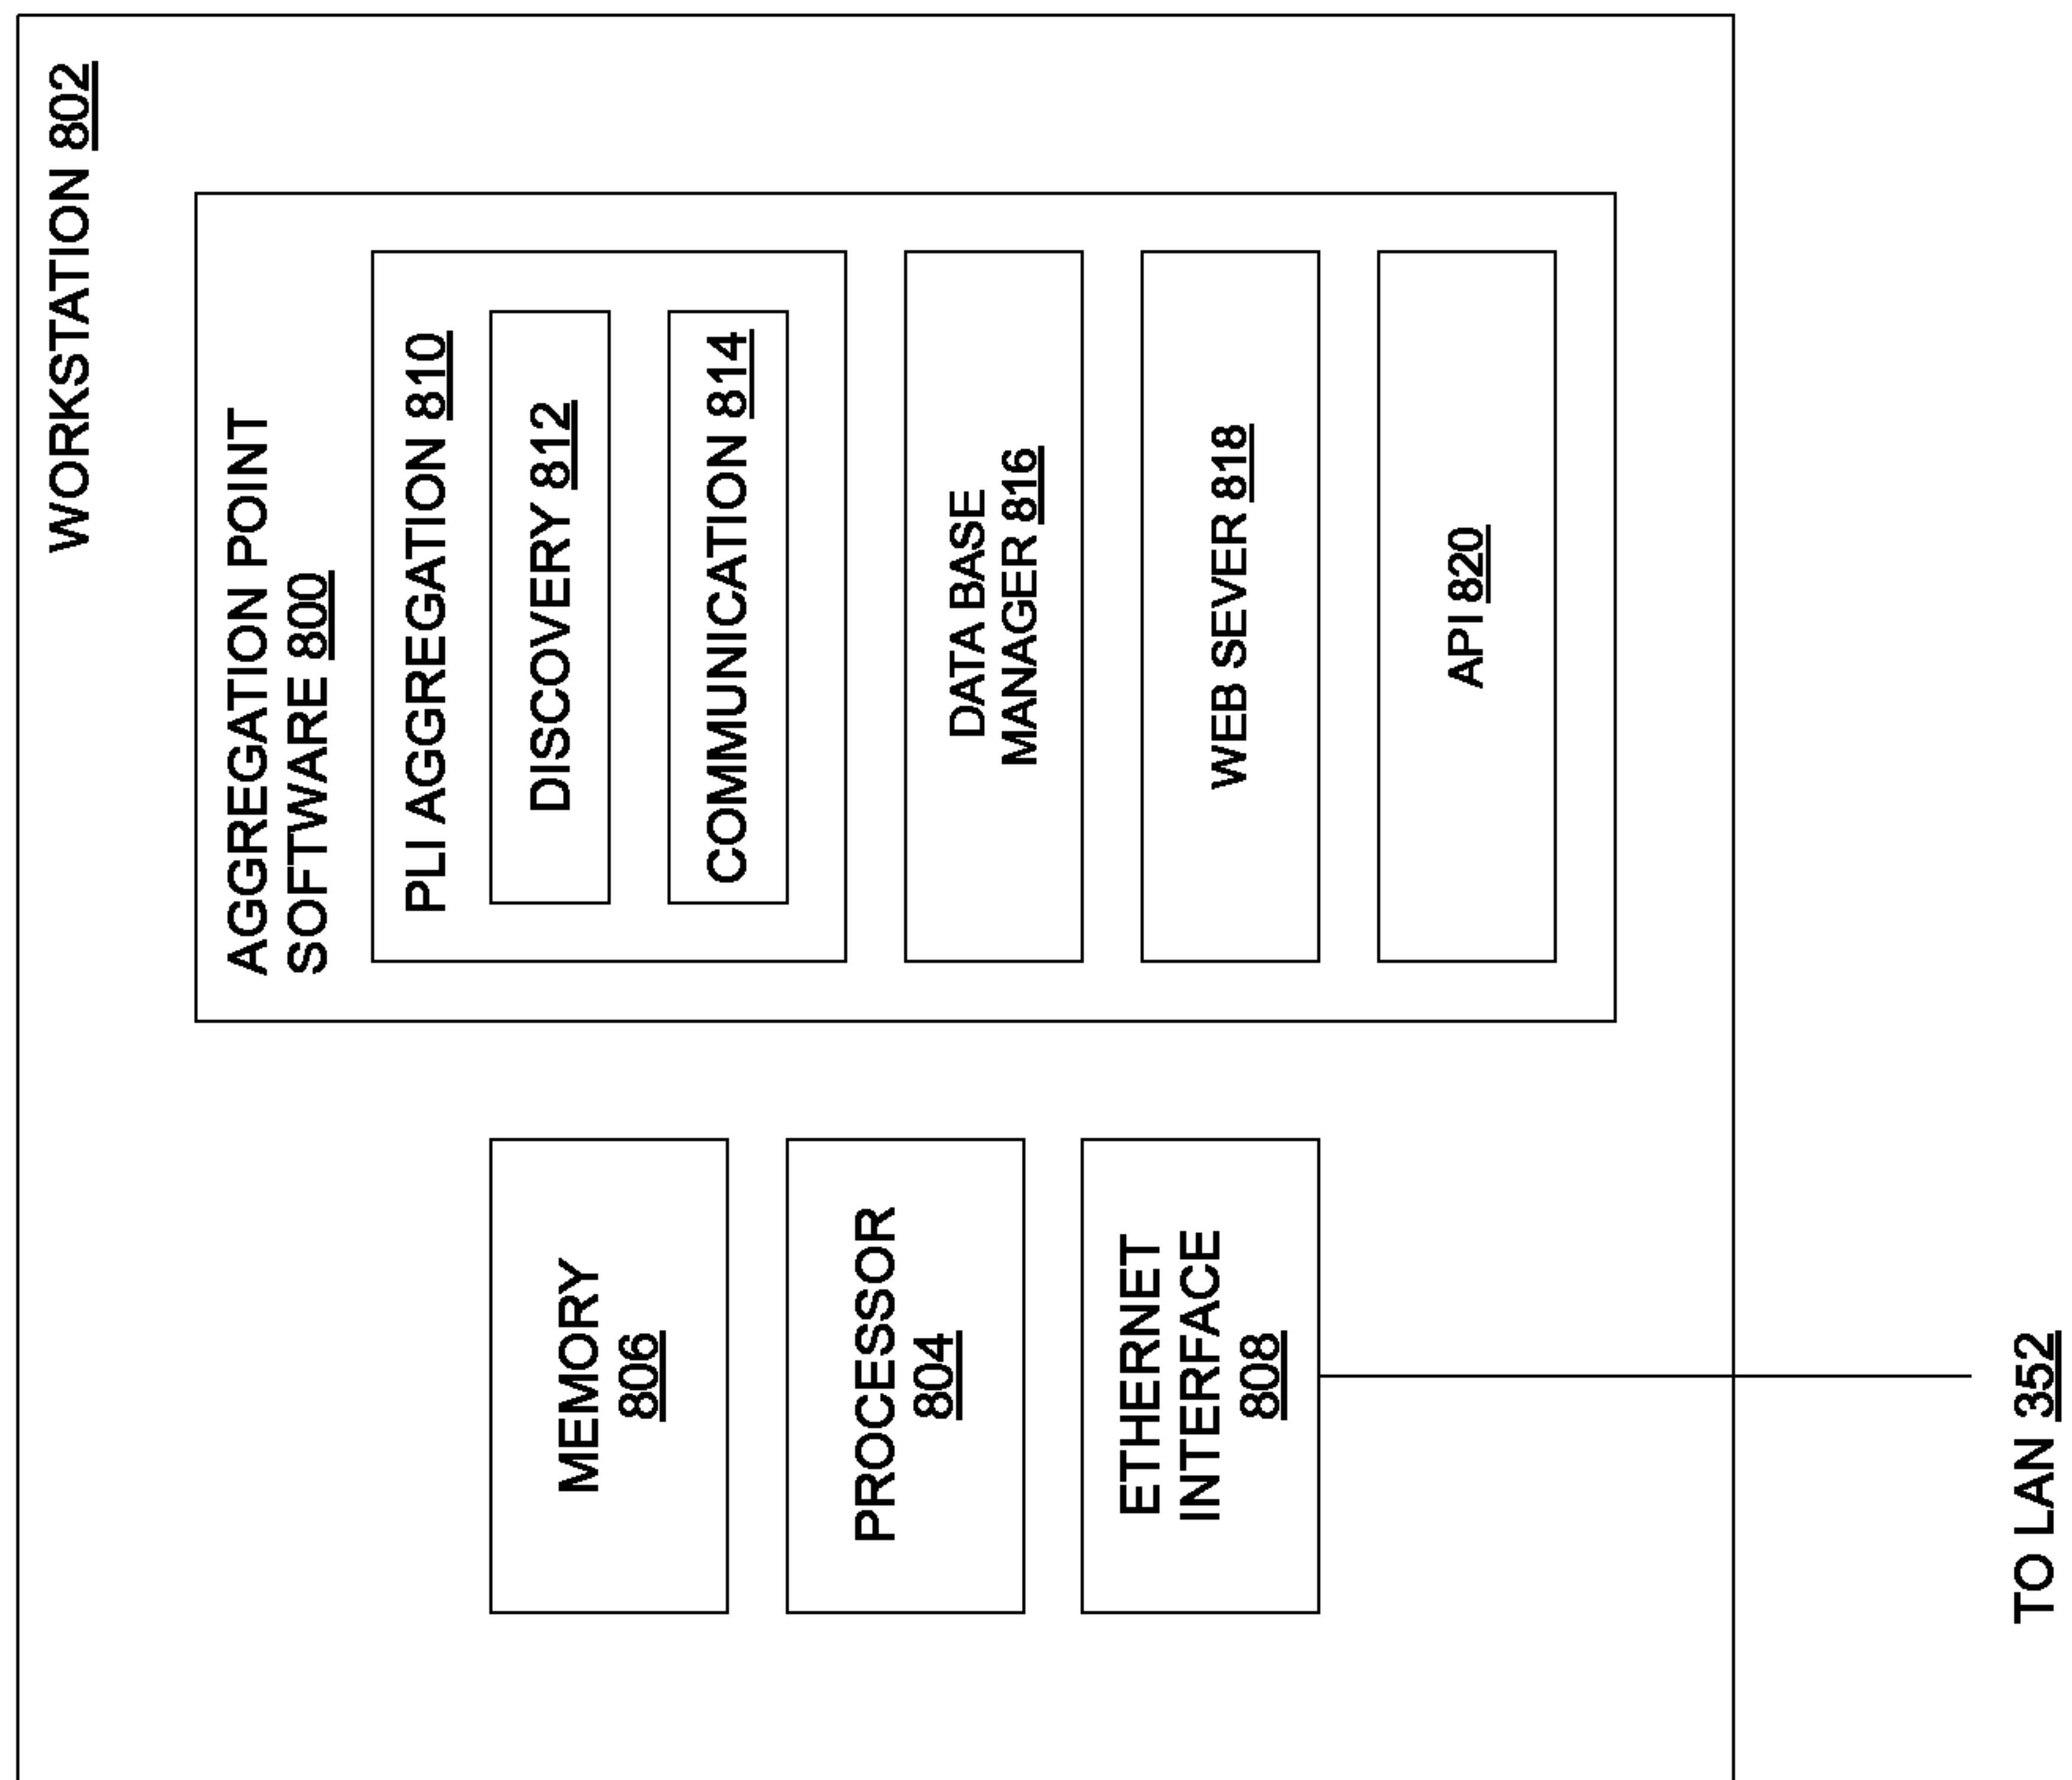 WORKSTATION 802
AGGREGATION POINT
SOFTWARE 800
PLI AGGREGATION 810
DISCOVERY 812
COMMUNICATION 814
DATA BASE
MANAGER 816
WEB SEVER 818
API 820
MEMORY
806
PROCESSOR
804
ETHERNET
INTERFACE
808
TO LAN 352